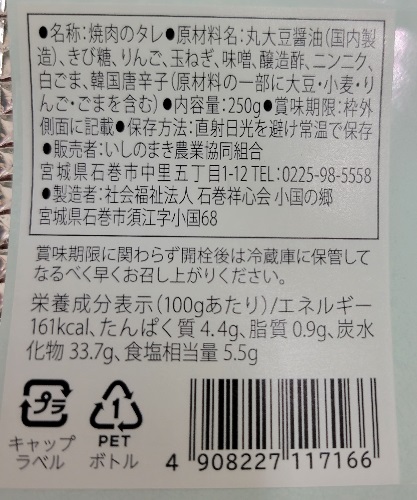 ●名称:焼肉のタレ●原材料名:丸大豆醤油(国内製
造)、きび糖、りんご、玉ねぎ、味噌、醸造酢、ニンニク、
白ごま、韓国唐辛子(原材料の一部に大豆・小麦・り
んご・ごまを含む)●内容量:250g●賞味期限:枠外
側面に記載●保存方法:直射日光を避け常温で保存
●販売者:いしのまき農業協同組合
宮城県石巻市中里五丁目1-12 TEL:0225-98-5558
●製造者:社会福祉法人 石巻祥心会 小国の郷
宮城県石巻市須江字小国68
賞味期限に関わらず開栓後は冷蔵庫に保管して
なるべく早くお召し上がりください。
栄養成分表示(100gあたり)/エネルギー
161kcal、たんぱく質 4.4g、脂質 0.9g、炭水
化物 33.7g、食塩相当量 5.5g
プラ
キャップ
ラベル
1
PET
ボトル
4 908227 117166